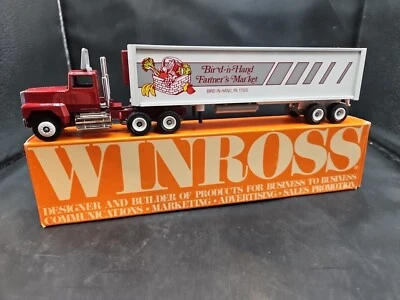 Bird-n-Hand
Farmer's Market
BIRD-IN-HAND, PA 17505
WINROSS
DESIGNER AND BUILDER OF PRODUCTS FOR BUSINESS TO BUSINESS
COMMUNICATIONS • MARKETING • ADVERTISING • SALES PROMOTION